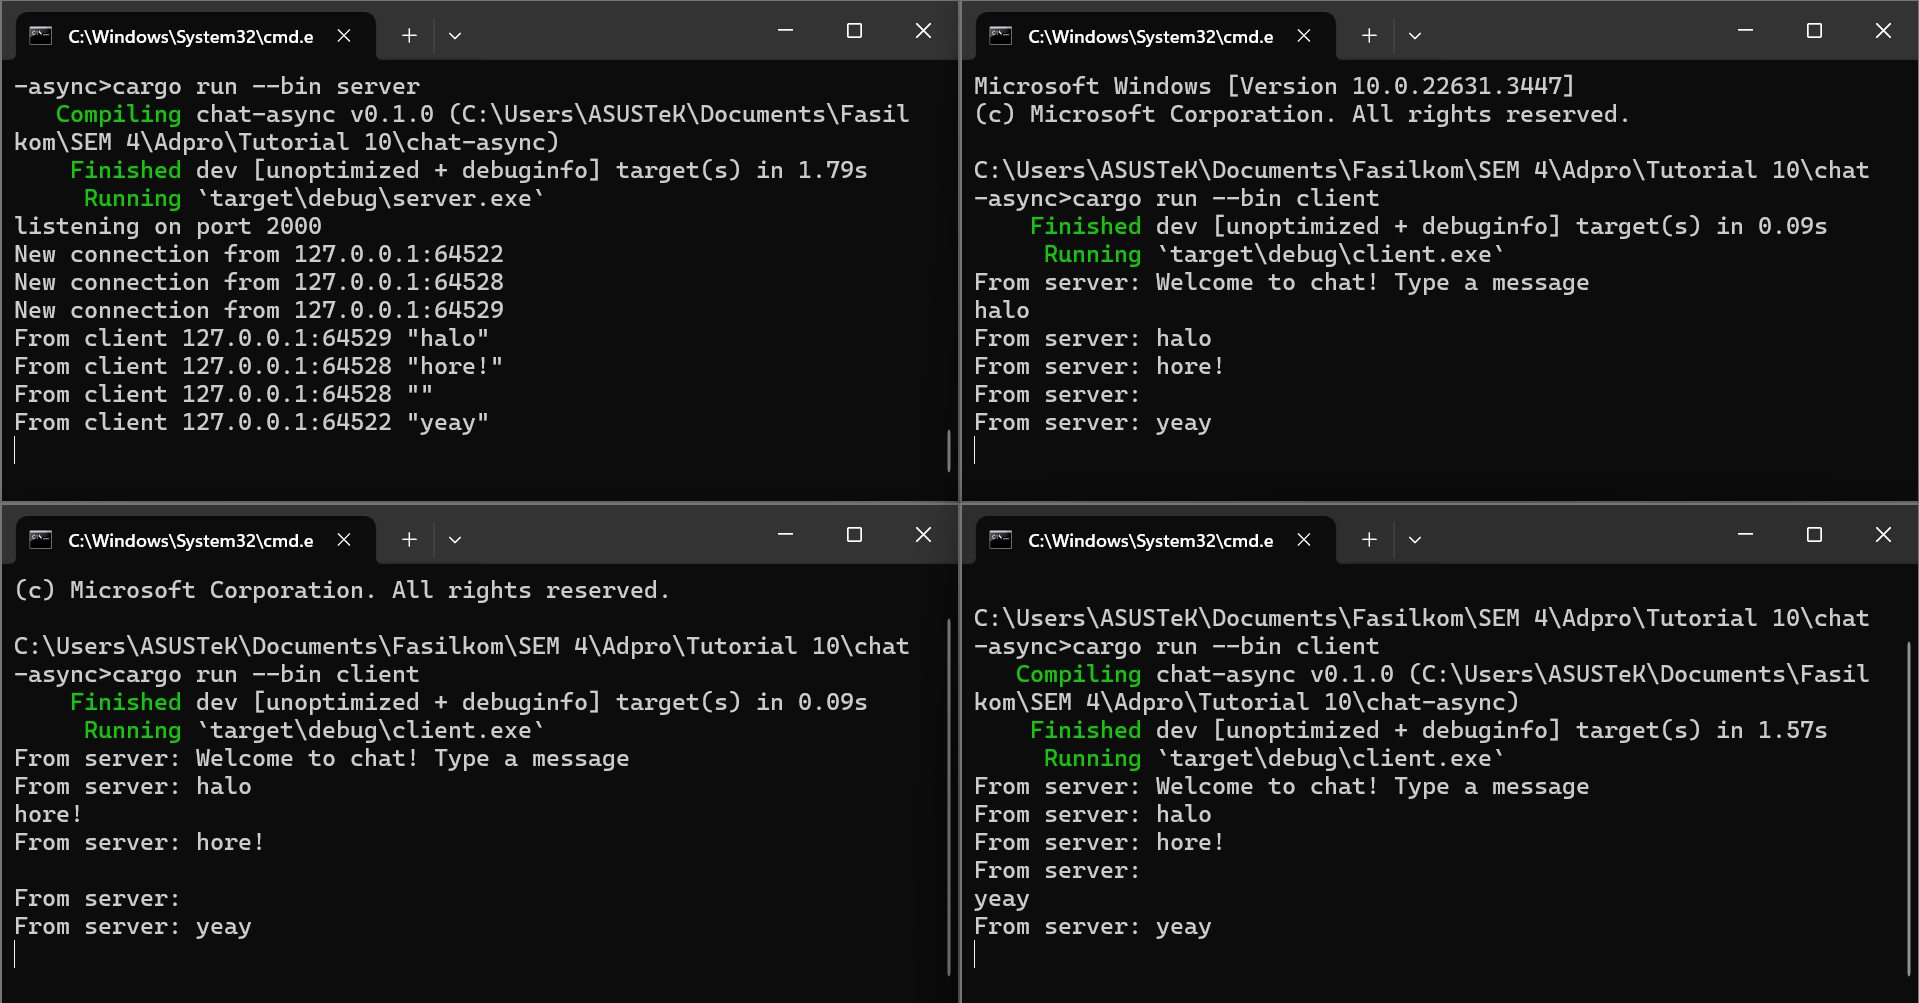 C:\Windows\System32\cmd.e
-async>cargo run --bin server
   Compiling chat-async v0.1.0 (C:\Users\ASUSTeK\Documents\Fasil
kom\SEM 4\Adpro\Tutorial 10\chat-async)
    Finished dev [unoptimized + debuginfo] target(s) in 1.79s
     Running `target\debug\server.exe`
listening on port 2000
New connection from 127.0.0.1:64522
New connection from 127.0.0.1:64528
New connection from 127.0.0.1:64529
From client 127.0.0.1:64529 "halo"
From client 127.0.0.1:64528 "hore!"
From client 127.0.0.1:64528 ""
From client 127.0.0.1:64522 "yeay"
C:\Windows\System32\cmd.e
Microsoft Windows [Version 10.0.22631.3447]
(c) Microsoft Corporation. All rights reserved.
C:\Users\ASUSTeK\Documents\Fasilkom\SEM 4\Adpro\Tutorial 10\chat
-async>cargo run --bin client
    Finished dev [unoptimized + debuginfo] target(s) in 0.09s
     Running `target\debug\client.exe`
From server: Welcome to chat! Type a message
halo
From server: halo
From server: hore!
From server:
From server: yeay
C:\Windows\System32\cmd.e
(c) Microsoft Corporation. All rights reserved.
C:\Users\ASUSTeK\Documents\Fasilkom\SEM 4\Adpro\Tutorial 10\chat
-async>cargo run --bin client
    Finished dev [unoptimized + debuginfo] target(s) in 0.09s
     Running `target\debug\client.exe`
From server: Welcome to chat! Type a message
From server: halo
hore!
From server: hore!
From server:
From server: yeay
C:\Windows\System32\cmd.e
C:\Users\ASUSTeK\Documents\Fasilkom\SEM 4\Adpro\Tutorial 10\chat
-async>cargo run --bin client
   Compiling chat-async v0.1.0 (C:\Users\ASUSTeK\Documents\Fasil
kom\SEM 4\Adpro\Tutorial 10\chat-async)
    Finished dev [unoptimized + debuginfo] target(s) in 1.57s
     Running `target\debug\client.exe`
From server: Welcome to chat! Type a message
From server: halo
From server: hore!
From server:
yeay
From server: yeay